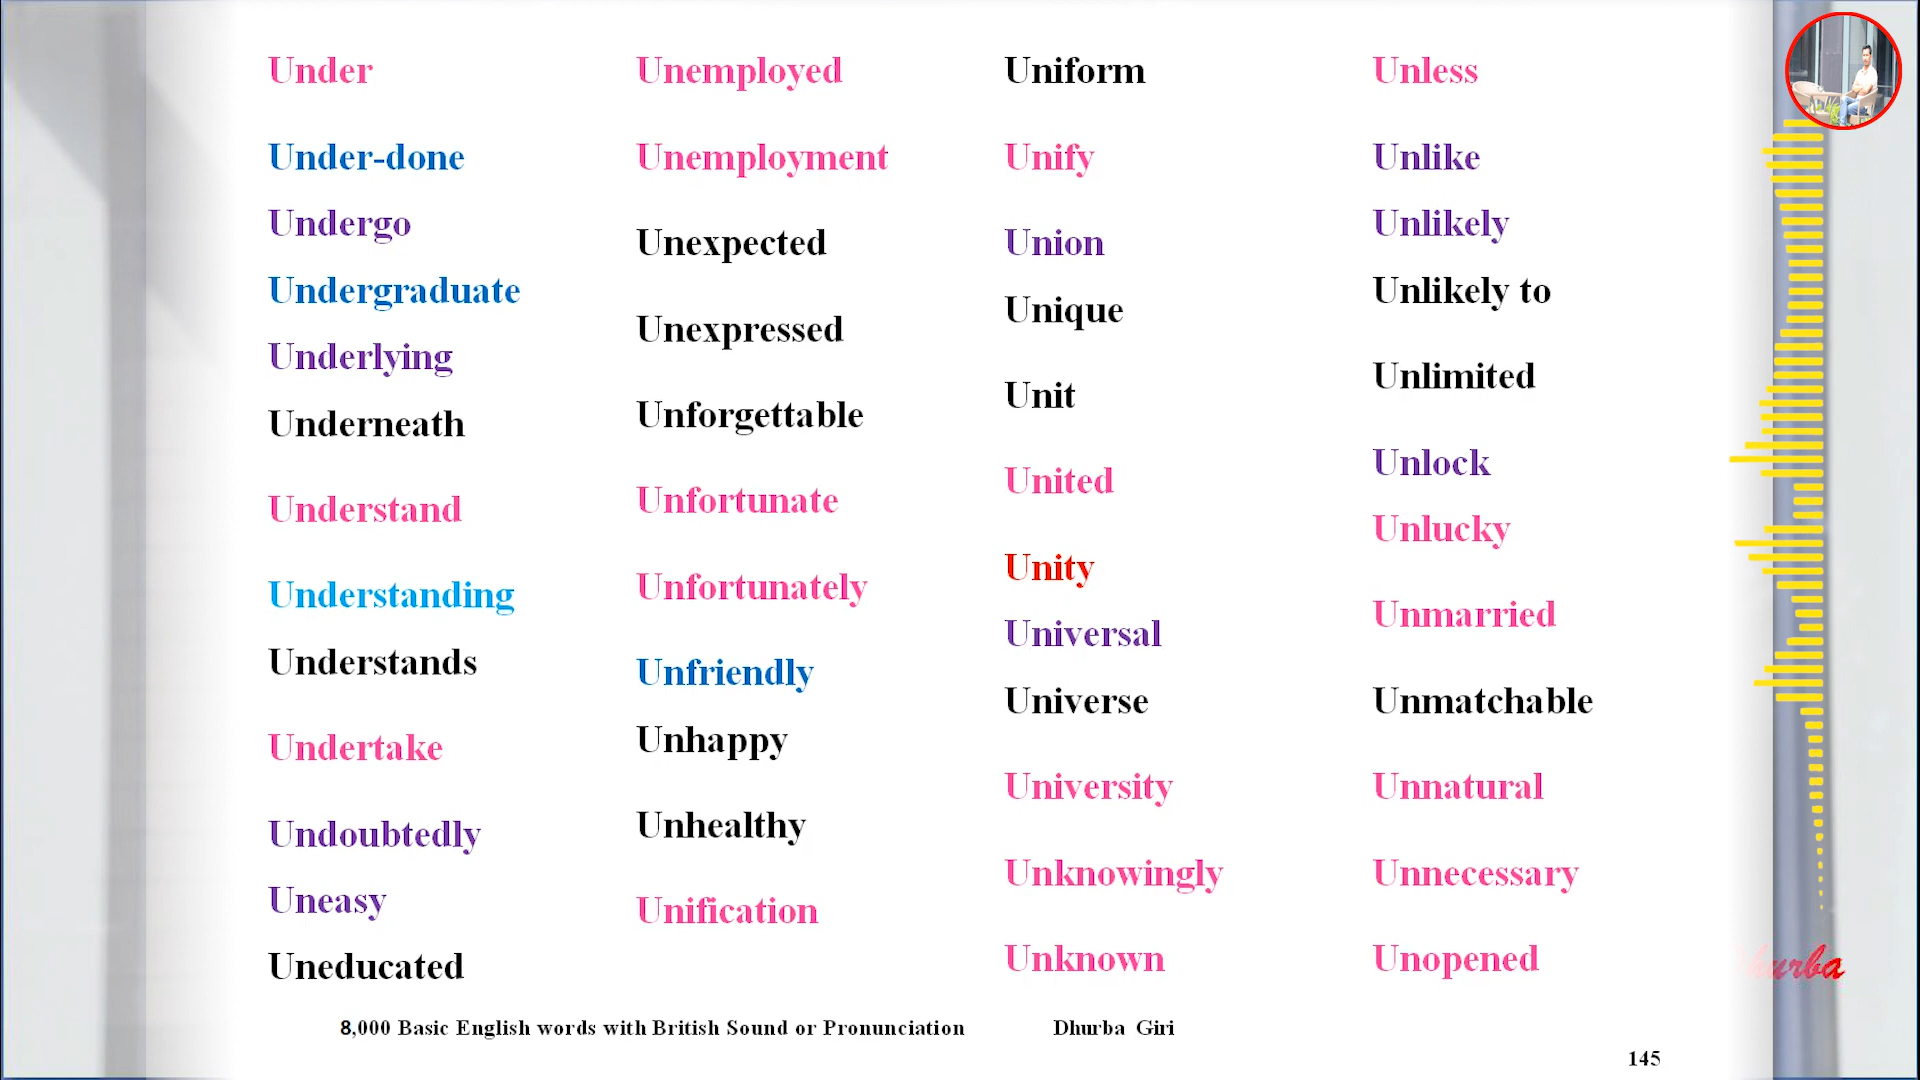 Under
Under-done
Undergo
Undergraduate
Underlying
Underneath
Understand
Understanding
Understands
Undertake
Undoubtedly
Uneasy
Uneducated
Unemployed
Unemployment
Unexpected
Unexpressed
Unforgettable
Unfortunate
Unfortunately
Unfriendly
Unhappy
Unhealthy
Unification
Uniform
Unify
Union
Unique
Unit
United
Unity
Universal
Universe
University
Unknowingly
Unknown
Unless
Unlike
Unlikely
Unlikely to
Unlimited
Unlock
Unlucky
Unmarried
Unmatchable
Unnatural
Unnecessary
Unopened
8,000 Basic English words with British Sound or Pronunciation Dhurba Giri
145